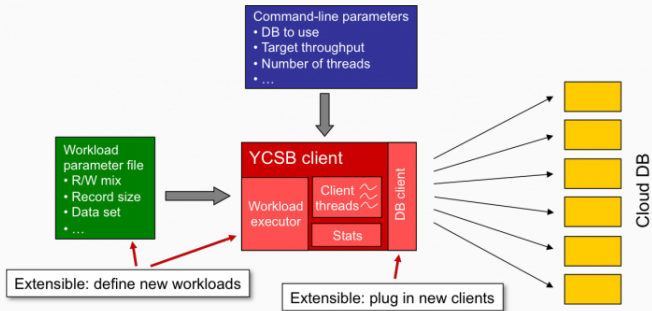 Command-line parameters
• DB to use
• Target throughput
• Number of threads
• …
Workload
parameter file
• R/W mix
• Record size
• Data set
• …
YCSB client
Workload
executor
Client
threads
Stats
DB client
Cloud DB
Extensible: define new workloads
Extensible: plug in new clients